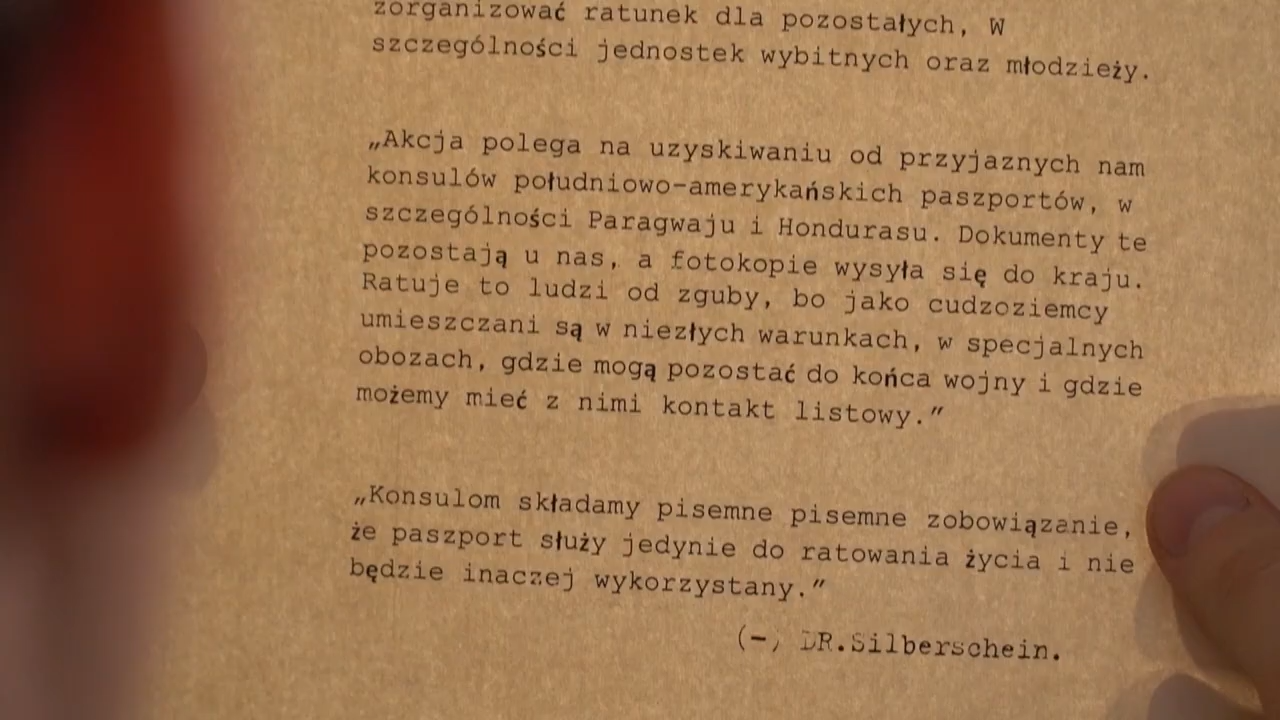 zorganizować ratunek dla pozostałych, W
szczególności jednostek wybitnych oraz młodzieży.
„Akcja polega na uzyskiwaniu od przyjaznych nam
konsulów południowo-amerykańskich paszportów, w
szczególności Paragwaju i Hondurasu. Dokumenty te
pozostają u nas, a fotokopie wysyła się do kraju.
Ratuje to ludzi od zguby, bo jako cudzoziemcy
umieszczani są w niezłych warunkach, w specjalnych
obozach, gdzie mogą pozostać do końca wojny i gdzie
możemy mieć z nimi kontakt listowy.”
„Konsulom składamy pisemne pisemne zobowiązanie,
że paszport służy jedynie do ratowania życia i nie
będzie inaczej wykorzystany.”
(-) DR.Silberschein.